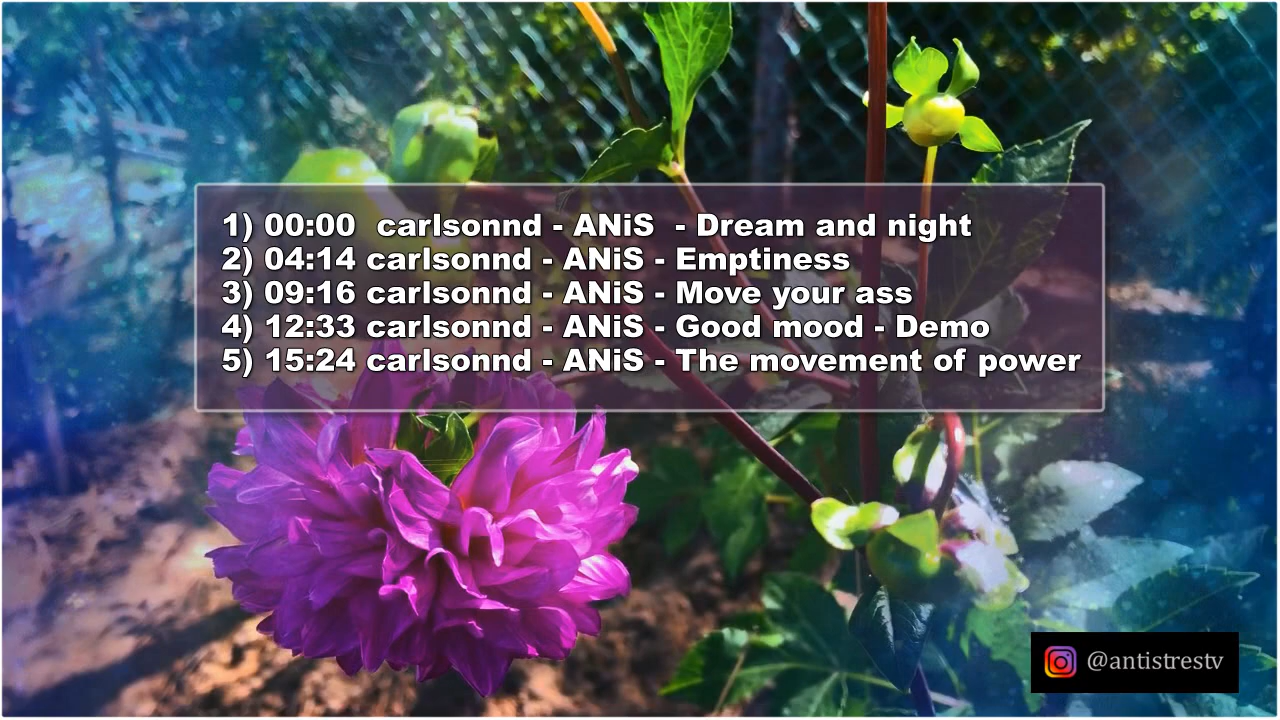 1) 00:00  carlsonnd - ANiS  - Dream and night
2) 04:14 carlsonnd - ANiS - Emptiness
3) 09:16 carlsonnd - ANiS - Move your ass
4) 12:33 carlsonnd - ANiS - Good mood - Demo
5) 15:24 carlsonnd - ANiS - The movement of power
@antistrestv